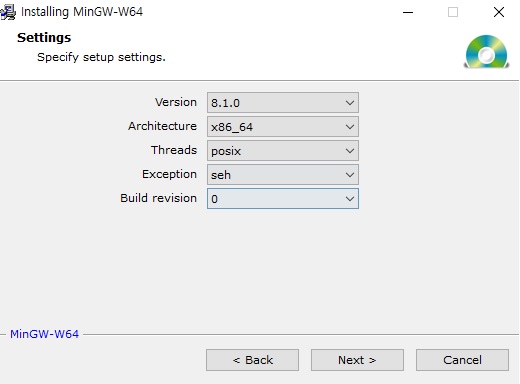 Installing MinGW-W64
Settings
Specify setup settings.
Version 8.1.0
Architecture x86_64
Threads posix
Exception seh
Build revision 0
MinGW-W64
< Back Next > Cancel